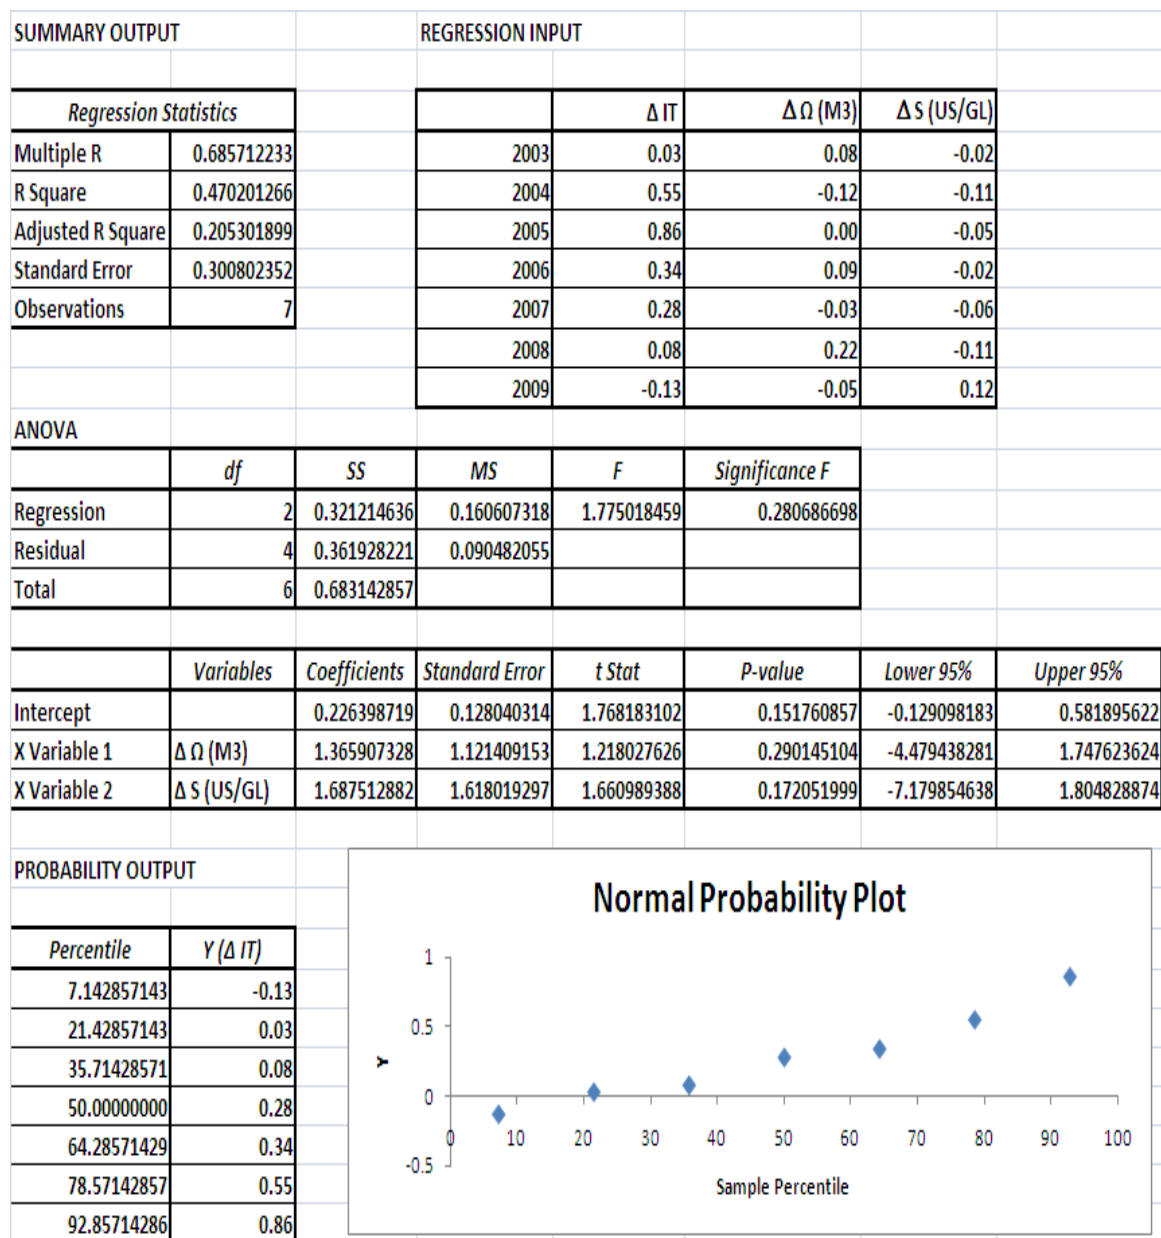 SUMMARY OUTPUT REGRESSION INPUT
Regression Statistics Δ IT Δ Ω (M3) Δ S (US/GL)
Multiple R 0.685712233 2003 0.03 0.08 -0.02
R Square 0.470201266 2004 0.55 -0.12 -0.11
Adjusted R Square 0.205301899 2005 0.86 0.00 -0.05
Standard Error 0.300802352 2006 0.34 0.09 -0.02
Observations 7 2007 0.28 -0.03 -0.06
2008 0.08 0.22 -0.11
2009 -0.13 -0.05 0.12
ANOVA
df SS MS F Significance F
Regression 2 0.321214636 0.160607318 1.775018459 0.280686698
Residual 4 0.361928221 0.090482055
Total 6 0.683142857
Variables Coefficients Standard Error t Stat P-value Lower 95% Upper 95%
Intercept 0.226398719 0.128040314 1.768183102 0.151760857 -0.129098183 0.581895622
X Variable 1 Δ Ω (M3) 1.365907328 1.121409153 1.218027626 0.290145104 -4.479438281 1.747623624
X Variable 2 Δ S (US/GL) 1.687512882 1.618019297 1.660989388 0.172051999 -7.179854638 1.804828874
PROBABILITY OUTPUT
Percentile Y (Δ IT)
7.142857143 -0.13
21.42857143 0.03
35.71428571 0.08
50.00000000 0.28
64.28571429 0.34
78.57142857 0.55
92.85714286 0.86
Normal Probability Plot
1
0.5
0
-0.5
Y
0 10 20 30 40 50 60 70 80 90 100
Sample Percentile